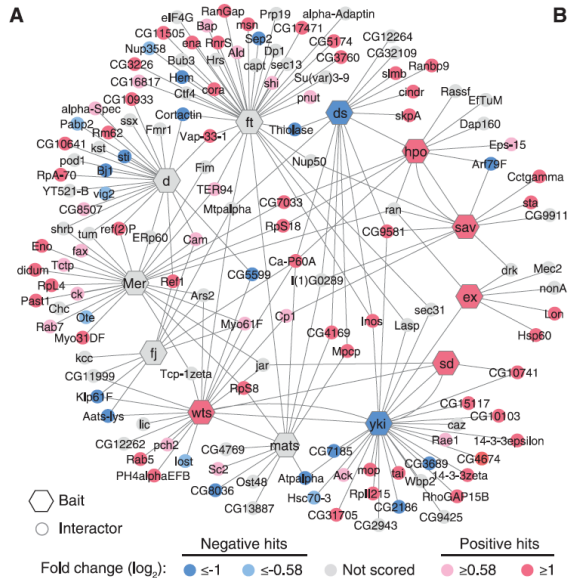 A
B
RanGap
Prp19
alpha-Adaptin
eIF4G
Bap
msn
CG11505
ena
RnrS
Sep2
CG17471
Nup358
Ald
Dp1
CG5174
CG12264
Bub3
Hrs
capt
sec13
CG3760
CG32109
CG3226
Hem
Su(var)3-9
slmb
Ranbp9
CG16817
Ctf4
cora
shi
cindr
CG10933
pnut
Rassf
alpha-Spec
Cortactin
skpA
EfTuM
Pabp2
ssx
Vap-33-1
ft
Thiolase
ds
Dap160
Rm62
Fmr1
hpo
Eps-15
CG10641
kst
sti
Nup50
Arf79F
pod1
Bj1
Fim
Cctgamma
RpA-70
d
TER94
YT521-B
vig2
CG7033
ran
sta
CG8507
Mtpalpha
RpS18
CG9581
sav
CG9911
shrb
tum
ref(2)P
ERp60
Cam
Eno
fax
Ca-P60A
Mec2
didum
Tctp
Mer
Ref1
CG5599
l(1)G0289
drk
nonA
RpL4
ck
Ars2
ex
Past1
Chc
sec31
Lon
Rab7
Ote
Myo61F
Cp1
Inos
Lasp
Hsp60
Myo31DF
CG4169
kcc
fj
Mpcp
CG11999
Tcp-1zeta
jar
sd
CG10741
Klp61F
RpS8
CG15117
Aats-lys
wts
CG10103
lic
yki
caz
CG12262
pch2
CG4769
mats
CG7185
Rae1
14-3-3epsilon
Rab5
lost
Sc2
Ack
mop
tai
CG3689
CG4674
PH4alphaEFB
Ost48
Atpalpha
Wbp2
14-3-3zeta
CG8036
Hsc70-3
RpII215
RhoGAP15B
CG13887
CG31705
CG2186
CG9425
CG2943
Bait
Interactor
Negative hits
Positive hits
Fold change (log2):
≤-1
≤-0.58
Not scored
≥0.58
≥1